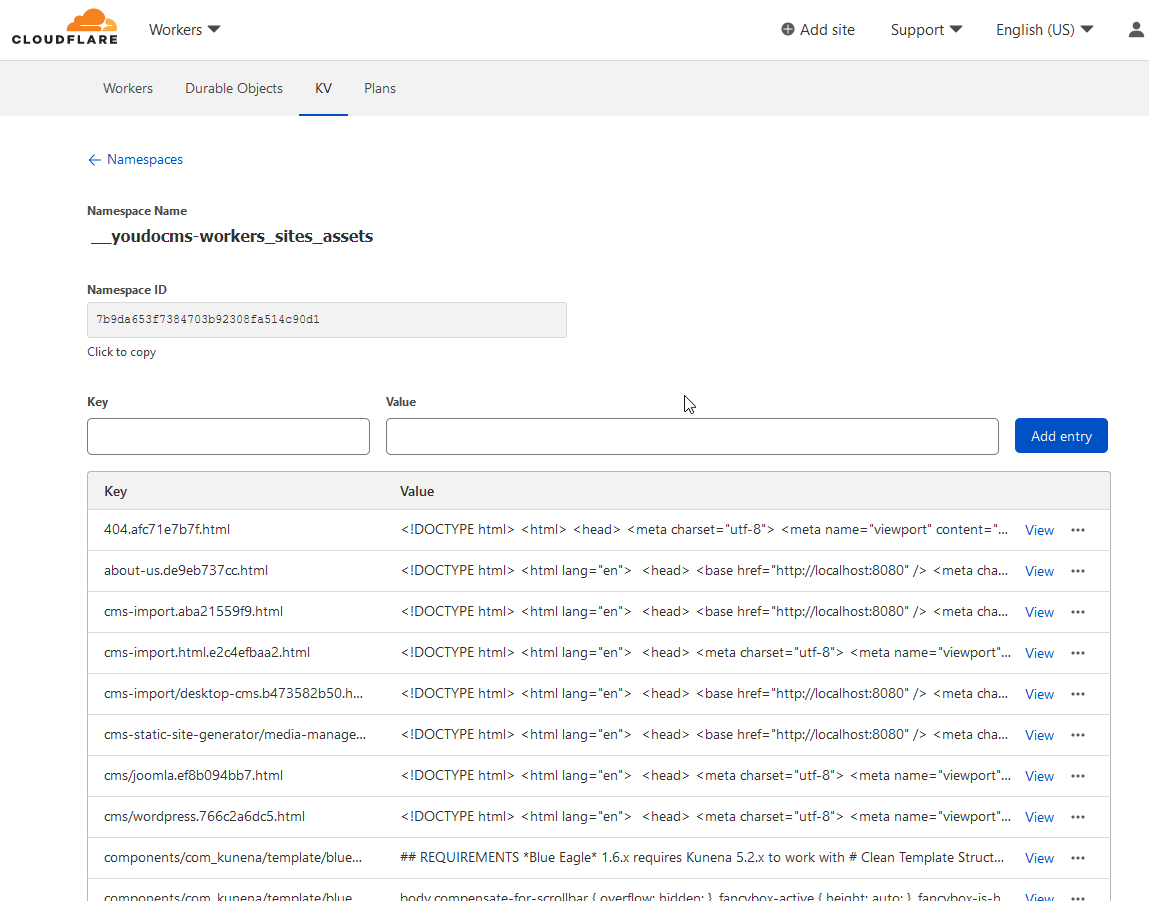 CLOUDFLARE Workers Add site Support English (US)
Workers Durable Objects KV Plans
← Namespaces
Namespace Name
__youdocms-workers_sites_assets
Namespace ID
7b9da653f7384703b92308fa514c90d1
Click to copy
Key Value
Add entry
Key Value
404.afc71e7b7f.html <!DOCTYPE html> <html> <head> <meta charset="utf-8"> <meta name="viewport" content="... View •••
about-us.de9eb737cc.html <!DOCTYPE html> <html lang="en"> <head> <base href="http://localhost:8080" /> <meta cha... View •••
cms-import.aba21559f9.html <!DOCTYPE html> <html lang="en"> <head> <base href="http://localhost:8080" /> <meta cha... View •••
cms-import.html.e2c4efbaa2.html <!DOCTYPE html> <html lang="en"> <head> <meta charset="utf-8"> <meta name="viewport"... View •••
cms-import/desktop-cms.b473582b50.h... <!DOCTYPE html> <html lang="en"> <head> <base href="http://localhost:8080" /> <meta cha... View •••
cms-static-site-generator/media-manage... <!DOCTYPE html> <html lang="en"> <head> <base href="http://localhost:8080" /> <meta cha... View •••
cms/joomla.ef8b094bb7.html <!DOCTYPE html> <html lang="en"> <head> <meta charset="utf-8"> <meta name="viewport"... View •••
cms/wordpress.766c2a6dc5.html <!DOCTYPE html> <html lang="en"> <head> <meta charset="utf-8"> <meta name="viewport"... View •••
components/com_kunena/template/blue... ## REQUIREMENTS *Blue Eagle* 1.6.x requires Kunena 5.2.x to work with # Clean Template Struct... View •••
components/com_kunena/template/blue... body.compensate-for-scrollbar { overflow: hidden; } .fancybox-active { height: auto; } .fancybox-is-h... View •••